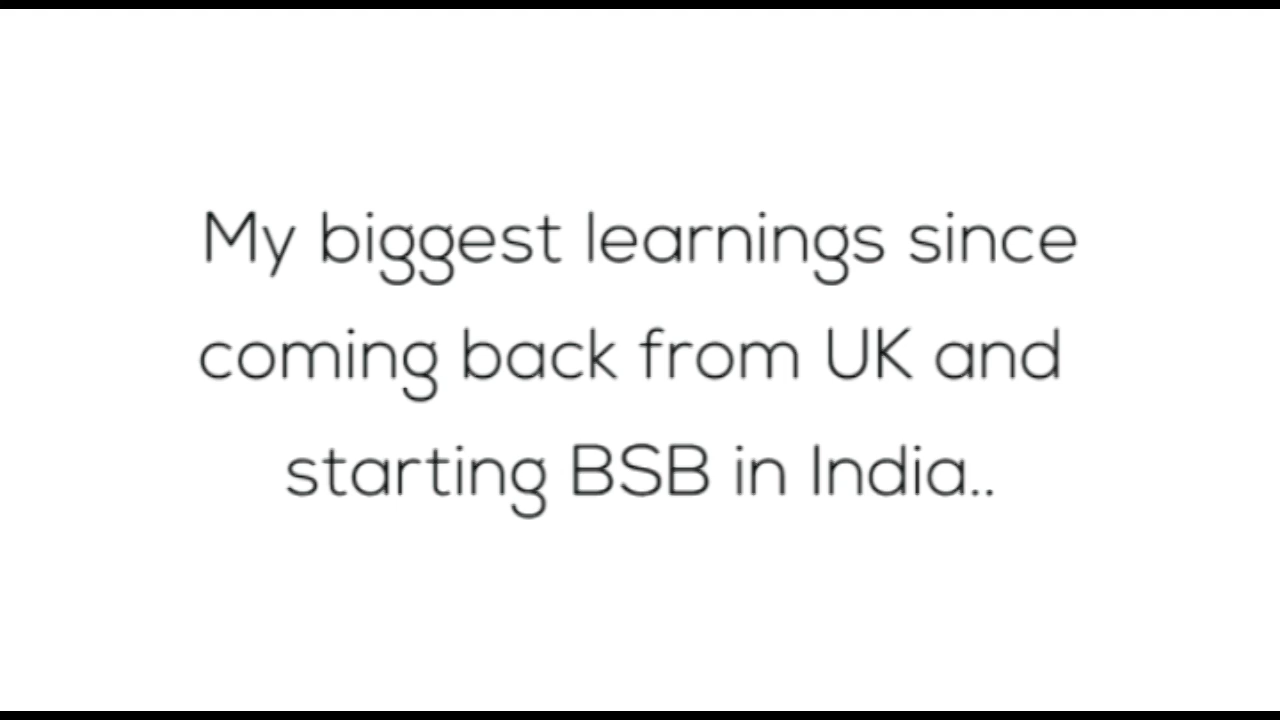 My biggest learnings since
coming back from UK and
starting BSB in India..